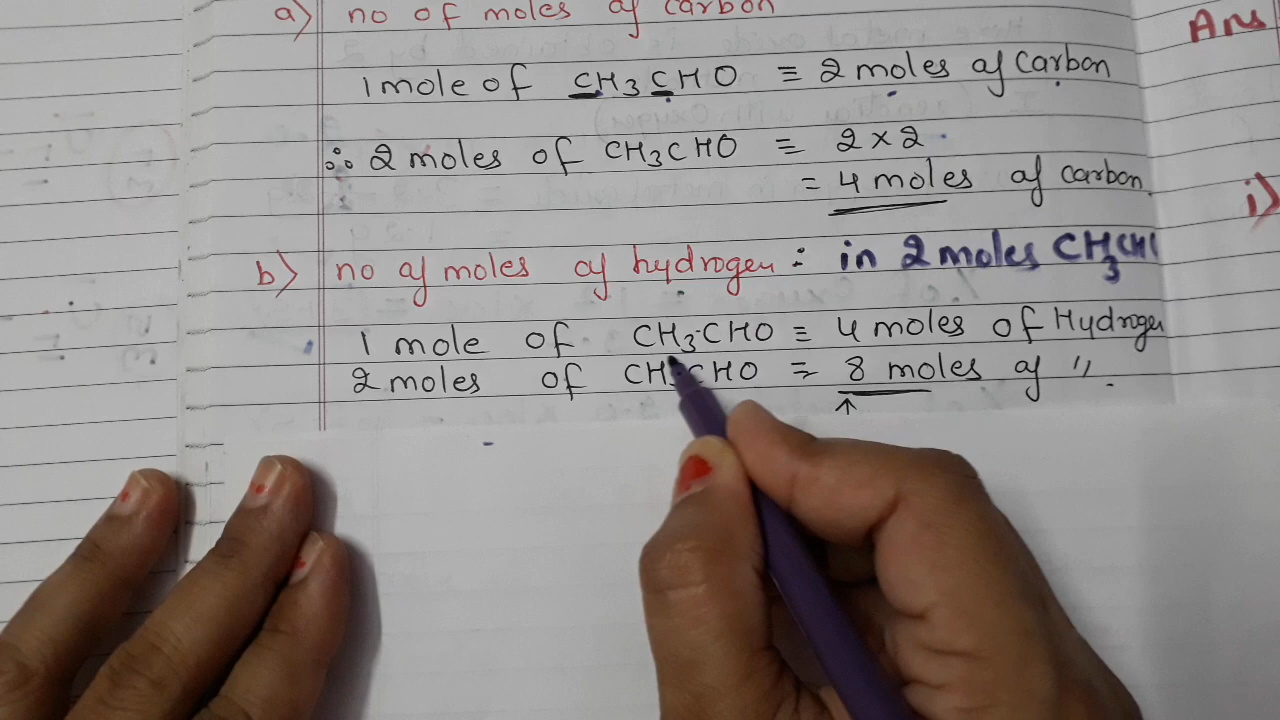 a) no of moles of carbon
1 mole of CH3CHO ≡ 2 moles of Carbon
∴ 2 moles of CH3CHO ≡ 2 × 2
= 4 moles of carbon
b) no of moles of hydrogen : in 2 moles CH3CH
1 mole of CH3CHO ≡ 4 moles of Hydrogen
2 moles of CH3CHO ≡ 8 moles of "
↑
Ans
i)